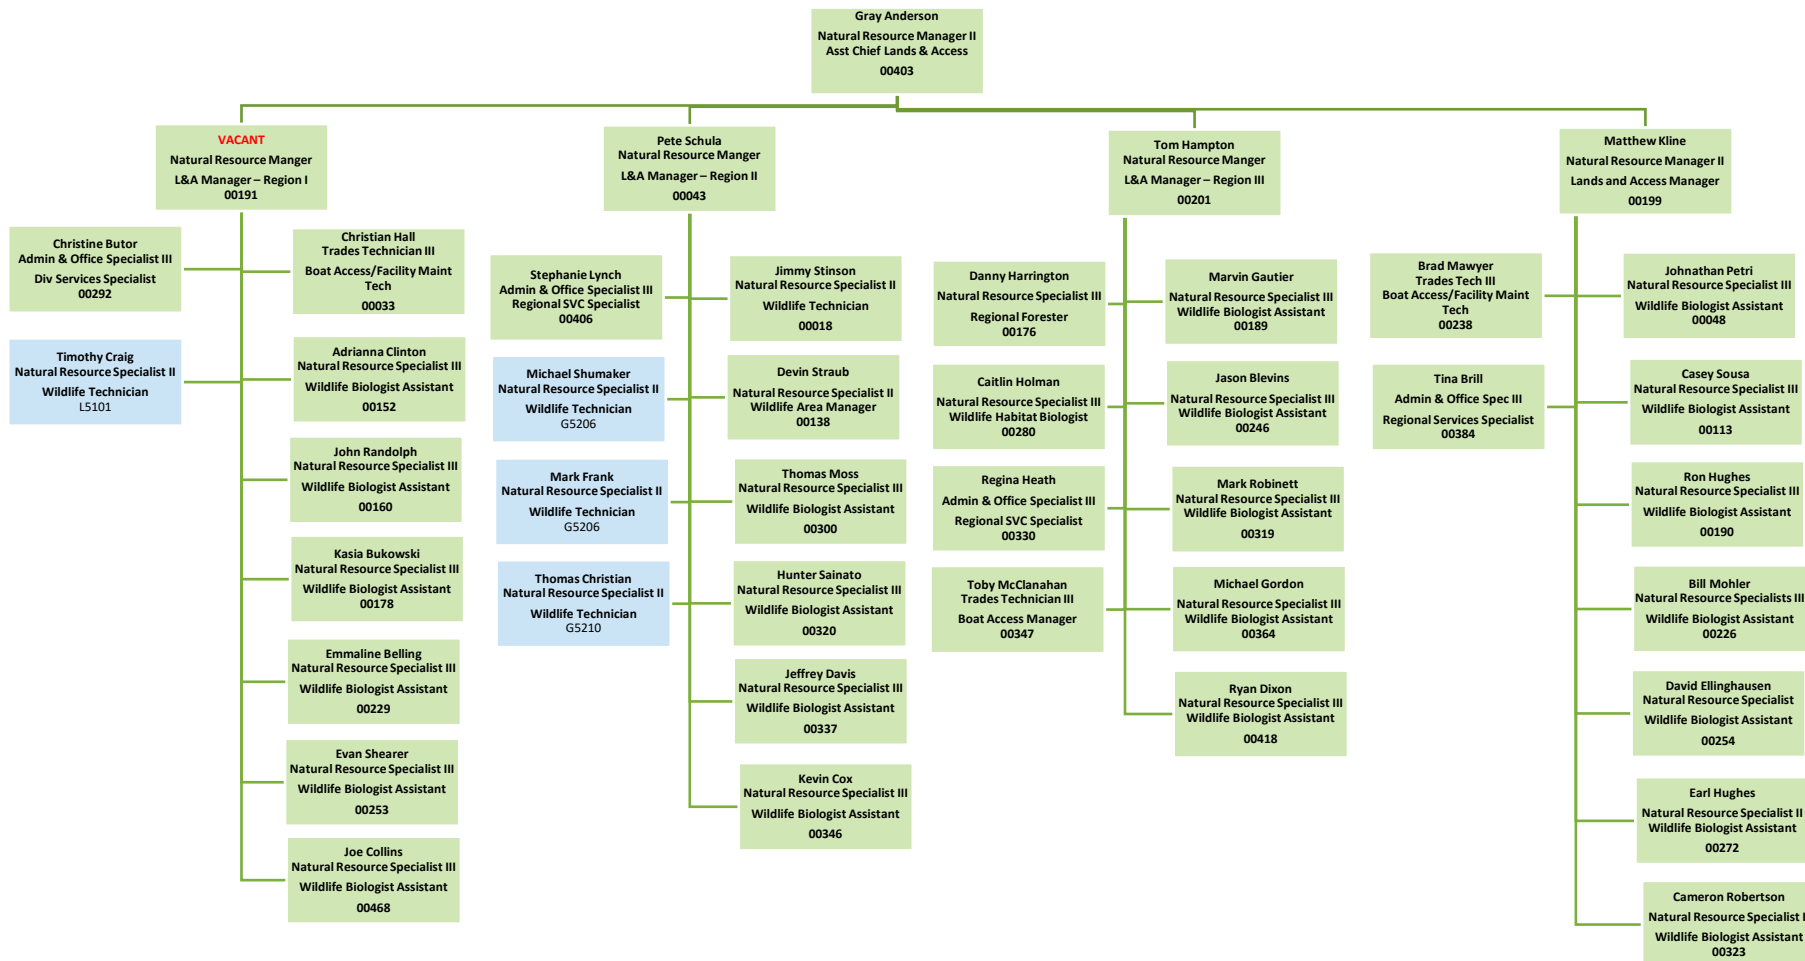 Gray Anderson
Natural Resource Manager II
Asst Chief Lands & Access
00403
VACANT
Natural Resource Manger
L&A Manager – Region I
00191
Christine Butor
Admin & Office Specialist III
Div Services Specialist
00292
Timothy Craig
Natural Resource Specialist II
Wildlife Technician
L5101
Christian Hall
Trades Technician III
Boat Access/Facility Maint
Tech
00033
Adrianna Clinton
Natural Resource Specialist III
Wildlife Biologist Assistant
00152
John Randolph
Natural Resource Specialist III
Wildlife Biologist Assistant
00160
Kasia Bukowski
Natural Resource Specialist III
Wildlife Biologist Assistant
00178
Emmaline Belling
Natural Resource Specialist III
Wildlife Biologist Assistant
00229
Evan Shearer
Natural Resource Specialist III
Wildlife Biologist Assistant
00253
Joe Collins
Natural Resource Specialist III
Wildlife Biologist Assistant
00468
Pete Schula
Natural Resource Manger
L&A Manager – Region II
00043
Stephanie Lynch
Admin & Office Specialist III
Regional SVC Specialist
00406
Michael Shumaker
Natural Resource Specialist II
Wildlife Technician
G5206
Mark Frank
Natural Resource Specialist II
Wildlife Technician
G5206
Thomas Christian
Natural Resource Specialist II
Wildlife Technician
G5210
Jimmy Stinson
Natural Resource Specialist II
Wildlife Technician
00018
Devin Straub
Natural Resource Specialist II
Wildlife Area Manager
00138
Thomas Moss
Natural Resource Specialist III
Wildlife Biologist Assistant
00300
Hunter Sainato
Natural Resource Specialist III
Wildlife Biologist Assistant
00320
Jeffrey Davis
Natural Resource Specialist III
Wildlife Biologist Assistant
00337
Kevin Cox
Natural Resource Specialist III
Wildlife Biologist Assistant
00346
Tom Hampton
Natural Resource Manger
L&A Manager – Region III
00201
Danny Harrington
Natural Resource Specialist III
Regional Forester
00176
Caitlin Holman
Natural Resource Specialist III
Wildlife Habitat Biologist
00280
Regina Heath
Admin & Office Specialist III
Regional SVC Specialist
00330
Toby McClanahan
Trades Technician III
Boat Access Manager
00347
Marvin Gautier
Natural Resource Specialist III
Wildlife Biologist Assistant
00189
Jason Blevins
Natural Resource Specialist III
Wildlife Biologist Assistant
00246
Mark Robinett
Natural Resource Specialist III
Wildlife Biologist Assistant
00319
Michael Gordon
Natural Resource Specialist III
Wildlife Biologist Assistant
00364
Ryan Dixon
Natural Resource Specialist III
Wildlife Biologist Assistant
00418
Matthew Kline
Natural Resource Manager II
Lands and Access Manager
00199
Brad Mawyer
Trades Tech III
Boat Access/Facility Maint
Tech
00238
Tina Brill
Admin & Office Spec III
Regional Services Specialist
00384
Johnathan Petri
Natural Resource Specialist III
Wildlife Biologist Assistant
00048
Casey Sousa
Natural Resource Specialist III
Wildlife Biologist Assistant
00113
Ron Hughes
Natural Resource Specialist III
Wildlife Biologist Assistant
00190
Bill Mohler
Natural Resource Specialists III
Wildlife Biologist Assistant
00226
David Ellinghausen
Natural Resource Specialist
Wildlife Biologist Assistant
00254
Earl Hughes
Natural Resource Specialist II
Wildlife Biologist Assistant
00272
Cameron Robertson
Natural Resource Specialist
Wildlife Biologist Assistant
00323